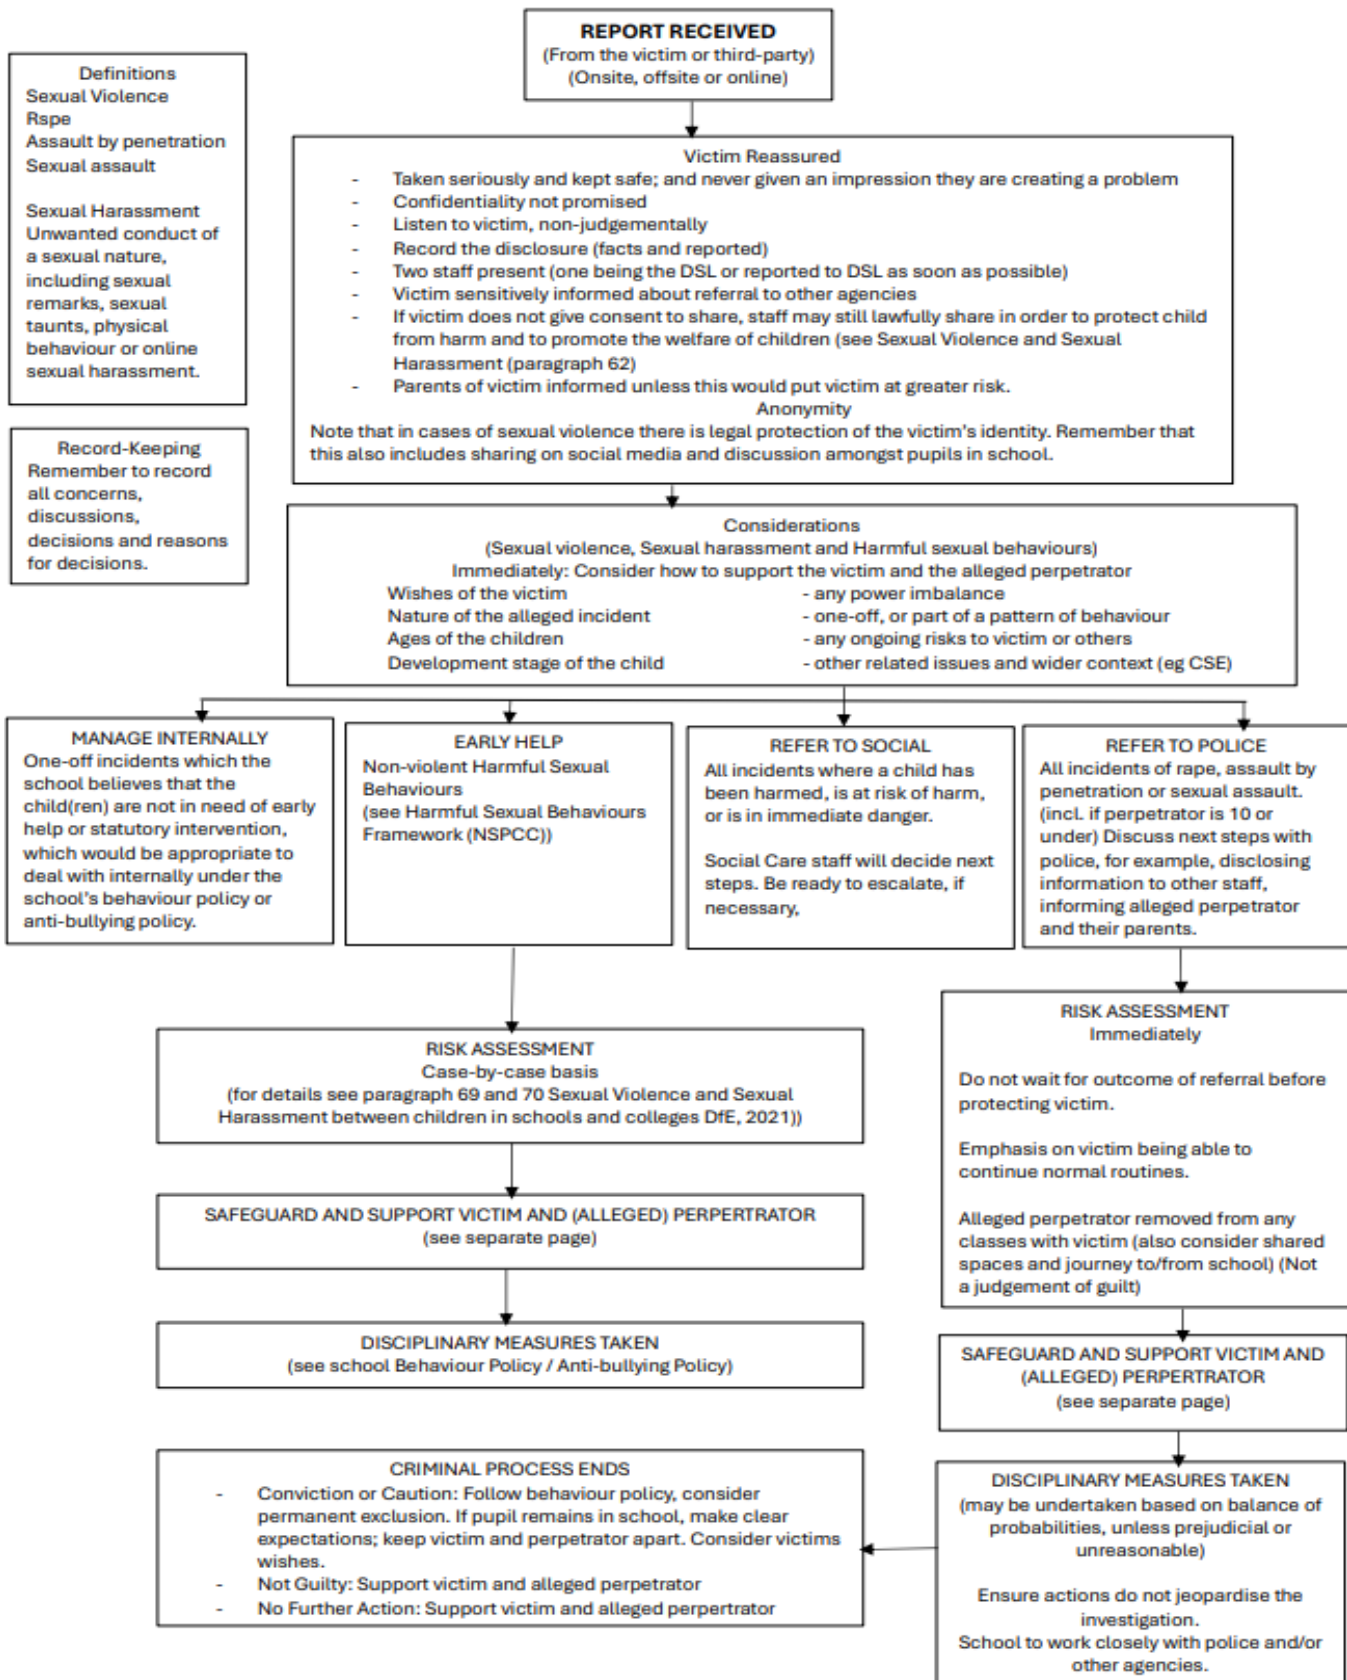 REPORT RECEIVED
(From the victim or third-party)
(Onsite, offsite or online)
Definitions
Sexual Violence
Rspe
Assault by penetration
Sexual assault
Sexual Harassment
Unwanted conduct of
a sexual nature,
including sexual
remarks, sexual
taunts, physical
behaviour or online
sexual harassment.
Record-Keeping
Remember to record
all concerns,
discussions,
decisions and reasons
for decisions.
Victim Reassured
- Taken seriously and kept safe; and never given an impression they are creating a problem
- Confidentiality not promised
- Listen to victim, non-judgementally
- Record the disclosure (facts and reported)
- Two staff present (one being the DSL or reported to DSL as soon as possible)
- Victim sensitively informed about referral to other agencies
- If victim does not give consent to share, staff may still lawfully share in order to protect child
from harm and to promote the welfare of children (see Sexual Violence and Sexual
Harassment (paragraph 62)
- Parents of victim informed unless this would put victim at greater risk.
Anonymity
Note that in cases of sexual violence there is legal protection of the victim's identity. Remember that
this also includes sharing on social media and discussion amongst pupils in school.
Considerations
(Sexual violence, Sexual harassment and Harmful sexual behaviours)
Immediately: Consider how to support the victim and the alleged perpetrator
Wishes of the victim - any power imbalance
Nature of the alleged incident - one-off, or part of a pattern of behaviour
Ages of the children - any ongoing risks to victim or others
Development stage of the child - other related issues and wider context (eg CSE)
MANAGE INTERNALLY
One-off incidents which the
school believes that the
child(ren) are not in need of early
help or statutory intervention,
which would be appropriate to
deal with internally under the
school's behaviour policy or
anti-bullying policy.
EARLY HELP
Non-violent Harmful Sexual
Behaviours
(see Harmful Sexual Behaviours
Framework (NSPCC))
REFER TO SOCIAL
All incidents where a child has
been harmed, is at risk of harm,
or is in immediate danger.
Social Care staff will decide next
steps. Be ready to escalate, if
necessary,
REFER TO POLICE
All incidents of rape, assault by
penetration or sexual assault.
(incl. if perpetrator is 10 or
under) Discuss next steps with
police, for example, disclosing
information to other staff,
informing alleged perpetrator
and their parents.
RISK ASSESSMENT
Case-by-case basis
(for details see paragraph 69 and 70 Sexual Violence and Sexual
Harassment between children in schools and colleges DfE, 2021))
SAFEGUARD AND SUPPORT VICTIM AND (ALLEGED) PERPERTRATOR
(see separate page)
DISCIPLINARY MEASURES TAKEN
(see school Behaviour Policy / Anti-bullying Policy)
RISK ASSESSMENT
Immediately
Do not wait for outcome of referral before
protecting victim.
Emphasis on victim being able to
continue normal routines.
Alleged perpetrator removed from any
classes with victim (also consider shared
spaces and journey to/from school) (Not
a judgement of guilt)
SAFEGUARD AND SUPPORT VICTIM AND
(ALLEGED) PERPERTRATOR
(see separate page)
DISCIPLINARY MEASURES TAKEN
(may be undertaken based on balance of
probabilities, unless prejudicial or
unreasonable)
Ensure actions do not jeopardise the
investigation.
School to work closely with police and/or
other agencies.
CRIMINAL PROCESS ENDS
- Conviction or Caution: Follow behaviour policy, consider
permanent exclusion. If pupil remains in school, make clear
expectations; keep victim and perpetrator apart. Consider victims
wishes.
- Not Guilty: Support victim and alleged perpetrator
- No Further Action: Support victim and alleged perpertrator